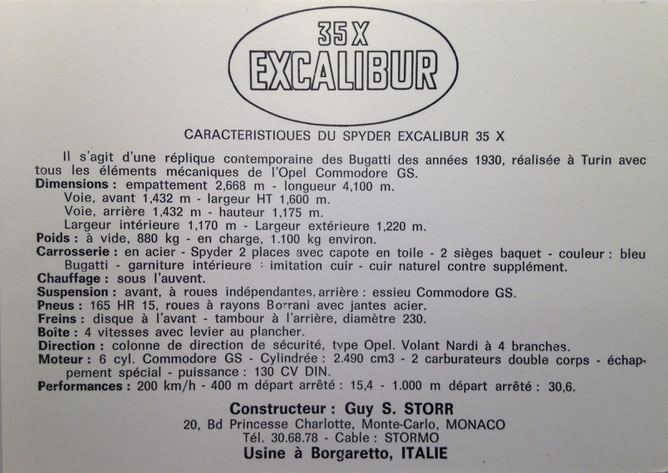 35 X
EXCALIBUR
CARACTERISTIQUES DU SPYDER EXCALIBUR 35 X
Il s'agit d'une réplique contemporaine des Bugatti des années 1930, réalisée à Turin avec
tous les éléments mécaniques de l'Opel Commodore GS.
Dimensions : empattement 2,668 m - longueur 4,100 m.
Voie, avant 1,432 m - largeur HT 1,600 m.
Voie, arrière 1,432 m - hauteur 1,175 m.
Largeur intérieure 1,170 m - Largeur extérieure 1,220 m.
Poids : à vide, 880 kg - en charge, 1.100 kg environ.
Carrosserie : en acier - Spyder 2 places avec capote en toile - 2 sièges baquet - couleur : bleu
Bugatti - garniture intérieure : imitation cuir - cuir naturel contre supplément.
Chauffage : sous l'auvent.
Suspension : avant, à roues indépendantes, arrière : essieu Commodore GS.
Pneus : 165 HR 15, roues à rayons Borrani avec jantes acier.
Freins : disque à l'avant - tambour à l'arrière, diamètre 230.
Boîte : 4 vitesses avec levier au plancher.
Direction : colonne de direction de sécurité, type Opel. Volant Nardi à 4 branches.
Moteur : 6 cyl. Commodore GS - Cylindrée : 2.490 cm3 - 2 carburateurs double corps - échap-
pement spécial - puissance : 130 CV DIN.
Performances : 200 km/h - 400 m départ arrêté : 15,4 - 1.000 m départ arrêté : 30,6.
Constructeur : Guy S. STORR
20, Bd Princesse Charlotte, Monte-Carlo, MONACO
Tél. 30.68.78 - Cable : STORMO
Usine à Borgaretto, ITALIE